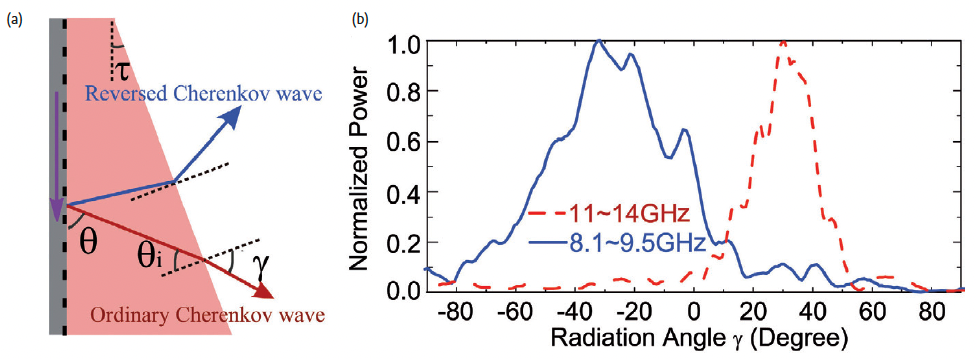 (a)
τ
Reversed Cherenkov wave
θ
θi
γ
Ordinary Cherenkov wave
(b)
Normalized Power
1.0
0.8
0.6
0.4
0.2
0.0
11~14GHz
8.1~9.5GHz
-80 -60 -40 -20 0 20 40 60 80
Radiation Angle γ (Degree)